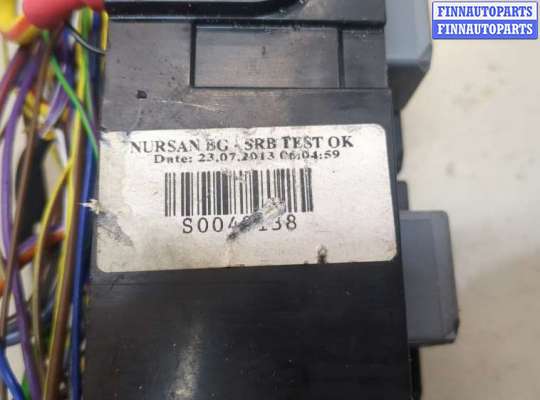 FINNAUTOPARTS
FINNAUTOPARTS
NURSAN BG - SRB TEST OK
Date: 23.07.2013 06:04:59